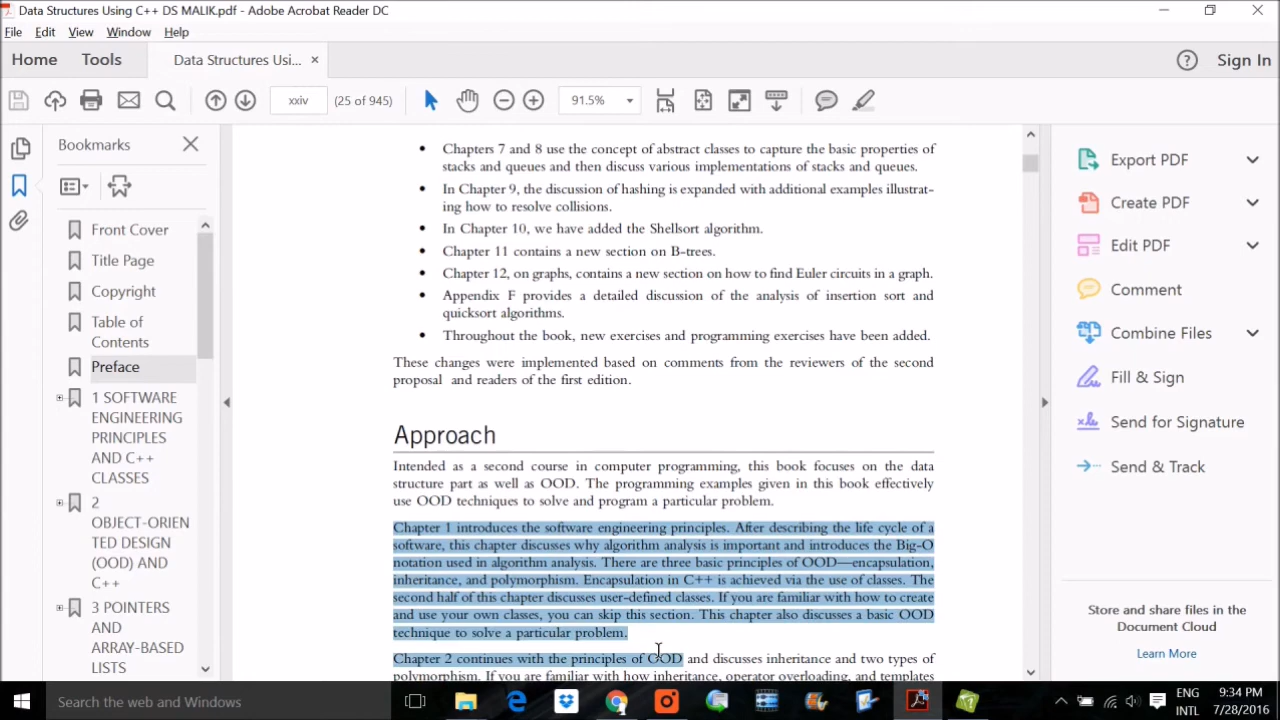 Data Structures Using C++ DS MALIK.pdf - Adobe Acrobat Reader DC
File Edit View Window Help
Home Tools Data Structures Usi... × Sign In
xxiv (25 of 945) 91.5%
Bookmarks
Front Cover
Title Page
Copyright
Table of
Contents
Preface
1 SOFTWARE
ENGINEERING
PRINCIPLES
AND C++
CLASSES
2
OBJECT-ORIEN
TED DESIGN
(OOD) AND
C++
3 POINTERS
AND
ARRAY-BASED
LISTS
• Chapters 7 and 8 use the concept of abstract classes to capture the basic properties of
stacks and queues and then discuss various implementations of stacks and queues.
• In Chapter 9, the discussion of hashing is expanded with additional examples illustrat-
ing how to resolve collisions.
• In Chapter 10, we have added the Shellsort algorithm.
• Chapter 11 contains a new section on B-trees.
• Chapter 12, on graphs, contains a new section on how to find Euler circuits in a graph.
• Appendix F provides a detailed discussion of the analysis of insertion sort and
quicksort algorithms.
• Throughout the book, new exercises and programming exercises have been added.
These changes were implemented based on comments from the reviewers of the second
proposal and readers of the first edition.
Approach
Intended as a second course in computer programming, this book focuses on the data
structure part as well as OOD. The programming examples given in this book effectively
use OOD techniques to solve and program a particular problem.
Chapter 1 introduces the software engineering principles. After describing the life cycle of a
software, this chapter discusses why algorithm analysis is important and introduces the Big-O
notation used in algorithm analysis. There are three basic principles of OOD—encapsulation,
inheritance, and polymorphism. Encapsulation in C++ is achieved via the use of classes. The
second half of this chapter discusses user-defined classes. If you are familiar with how to create
and use your own classes, you can skip this section. This chapter also discusses a basic OOD
technique to solve a particular problem.
Chapter 2 continues with the principles of OOD and discusses inheritance and two types of
polymorphism. If you are familiar with how inheritance, operator overloading, and templates
Export PDF
Create PDF
Edit PDF
Comment
Combine Files
Fill & Sign
Send for Signature
Send & Track
Store and share files in the
Document Cloud
Learn More
Search the web and Windows
ENG
INTL
9:34 PM
7/28/2016